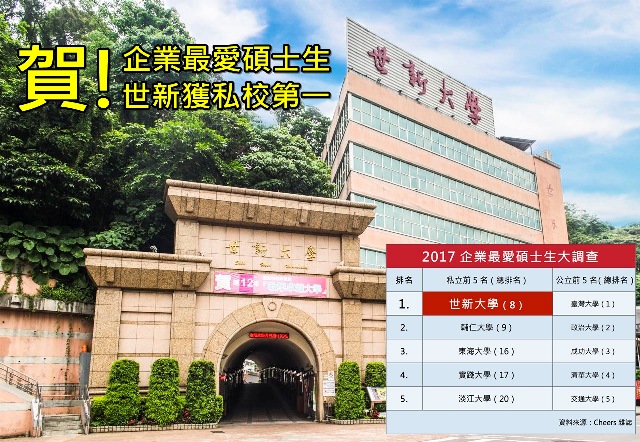 賀!
企業最愛碩士生
世新獲私校第一
世新大學
世新大學
賀
第12
2017 企業最愛碩士生大調查
排名 私立前5名(總排名) 公立前5名(總排名)
1. 世新大學(8) 臺灣大學(1)
2. 輔仁大學(9) 政治大學(2)
3. 東海大學(16) 成功大學(3)
4. 實踐大學(17) 清華大學(4)
5. 淡江大學(20) 交通大學(5)
資料來源:Cheers 雜誌